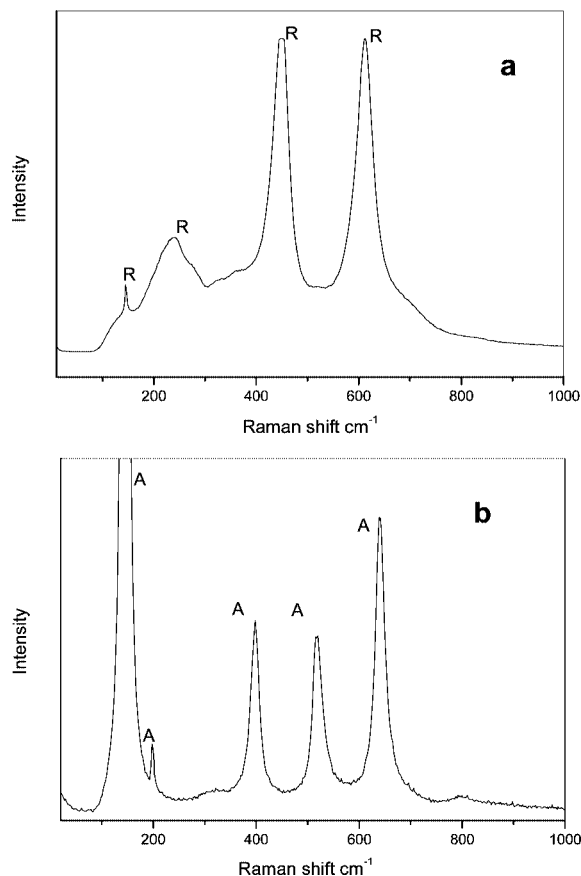 R
R
a
Intensity
R
R
200
400
600
800
1000
Raman shift cm-1
A
b
A
A
A
Intensity
A
200
400
600
800
1000
Raman shift cm-1